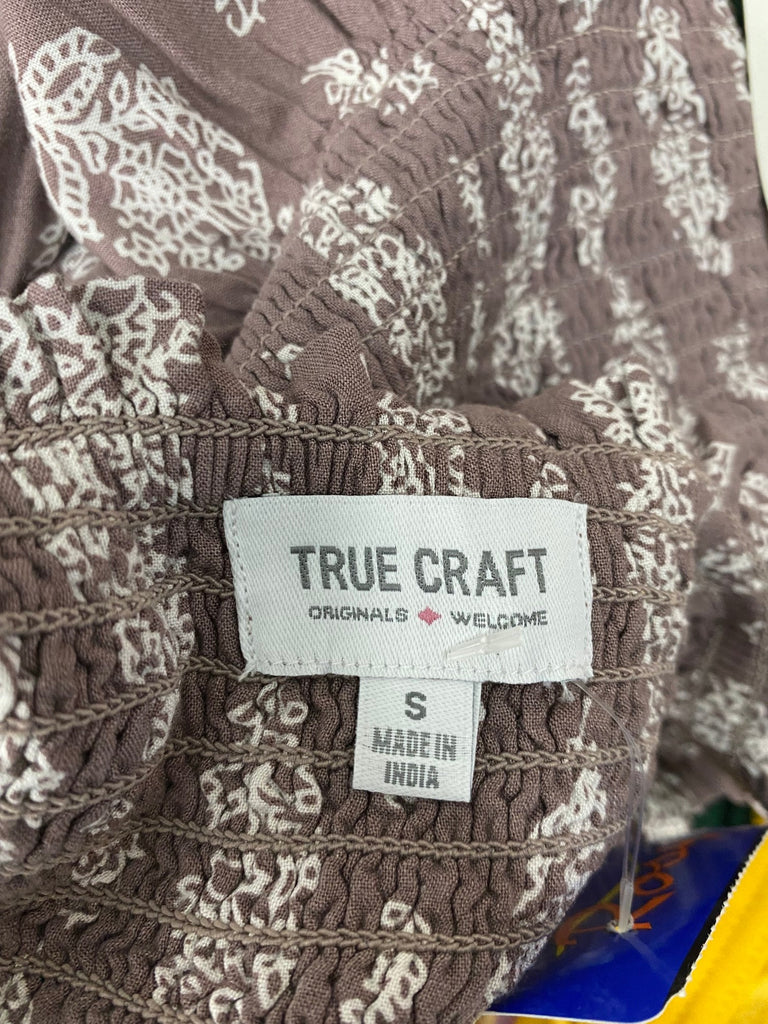 TRUE CRAFT
ORIGINALS WELCOME
S
MADE IN
INDIA